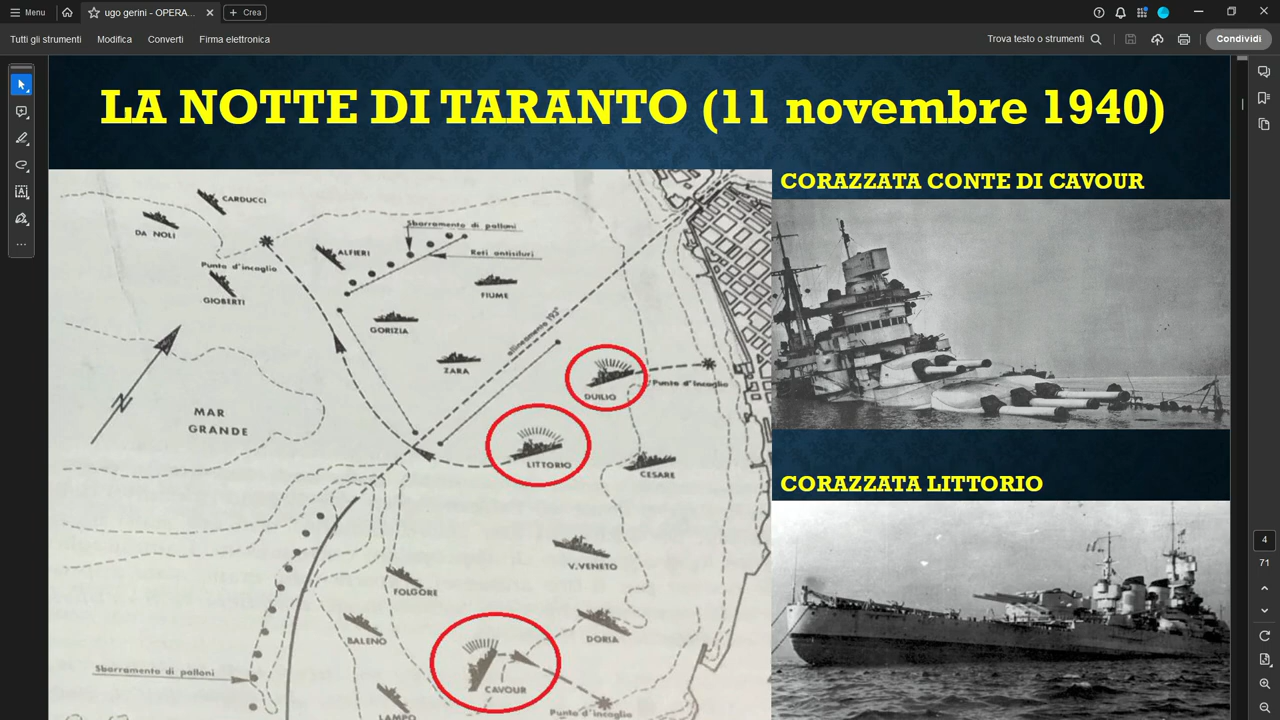 Menu
ugo gerini - OPERA...
Crea
Tutti gli strumenti
Modifica
Converti
Firma elettronica
Trova testo o strumenti
Condividi
LA NOTTE DI TARANTO (11 novembre 1940)
CORAZZATA CONTE DI CAVOUR
CARDUCCI
DA NOLI
Sbarramento di palloni
ALFIERI
Reti antisiluri
Punto d'incaglio
GIOBERTI
FIUME
GORIZIA
allineamento 193°
ZARA
Punto d'incaglio
DUILIO
N
MAR
GRANDE
LITTORIO
CESARE
CORAZZATA LITTORIO
V.VENETO
FOLGORE
BALENO
DORIA
Sbarramento di palloni
CAVOUR
LAMPO
Punto d'incaglio
4
71